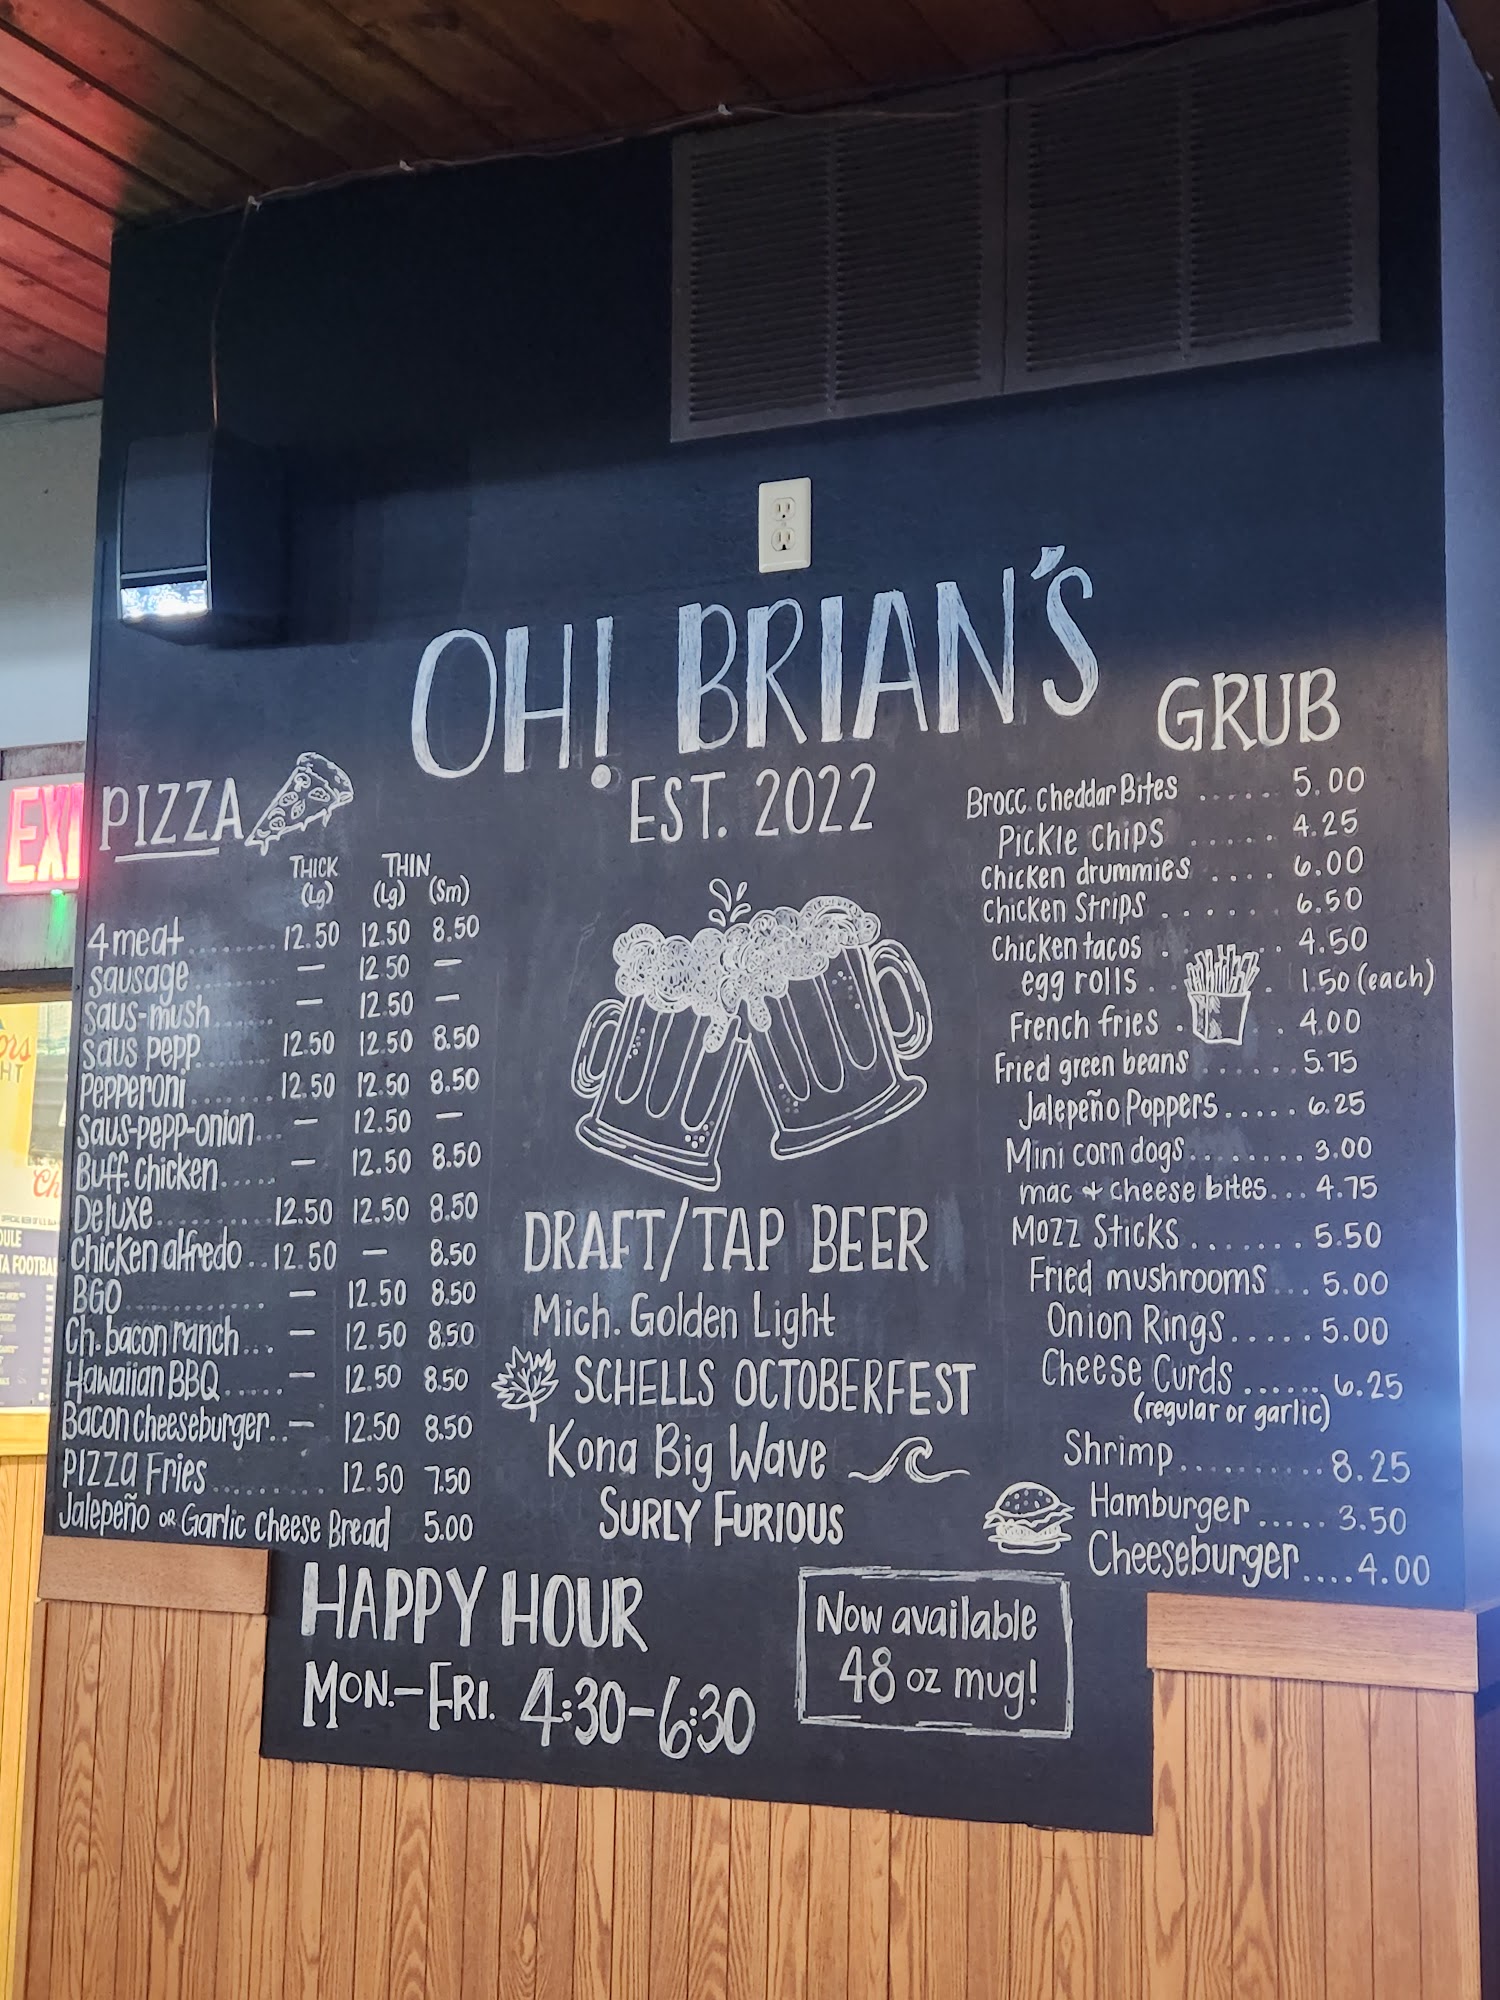 OH! BRIAN'S
EST. 2022
PIZZA
THICK THIN
(Lg) (Lg) (Sm)
4 meat ........ 12.50 12.50 8.50
sausage ........ — 12.50 —
saus-mush ...... — 12.50 —
saus pepp ........ 12.50 12.50 8.50
Pepperoni ........ 12.50 12.50 8.50
saus-pepp-onion... — 12.50 —
Buff. Chicken ..... — 12.50 8.50
Deluxe .......... 12.50 12.50 8.50
Chicken alfredo .. 12.50 — 8.50
BGO ............ — 12.50 8.50
Ch. bacon ranch ... — 12.50 8.50
Hawaiian BBQ ...... — 12.50 8.50
Bacon cheeseburger.. — 12.50 8.50
Pizza Fries .......... 12.50 7.50
Jalepeño OR Garlic Cheese Bread 5.00
DRAFT/TAP BEER
Mich. Golden Light
SCHELLS OCTOBERFEST
Kona Big Wave
SURLY FURIOUS
GRUB
Brocc. cheddar Bites ..... 5.00
Pickle Chips ..... 4.25
Chicken drummies .... 6.00
Chicken Strips ...... 6.50
Chicken tacos . . 4.50
egg rolls .. . 1.50 (each)
French fries . . 4.00
Fried green beans ...... 5.75
Jalepeño Poppers..... 6.25
Mini corn dogs ........ 3.00
mac + cheese bites... 4.75
Mozz Sticks ....... 5.50
Fried mushrooms ... 5.00
Onion Rings ..... 5.00
Cheese Curds ...... 6.25
(regular or garlic)
Shrimp ......... 8.25
Hamburger ..... 3.50
Cheeseburger .... 4.00
HAPPY HOUR
MON.-FRI. 4:30-6:30
Now available
48 oz mug!
EXI